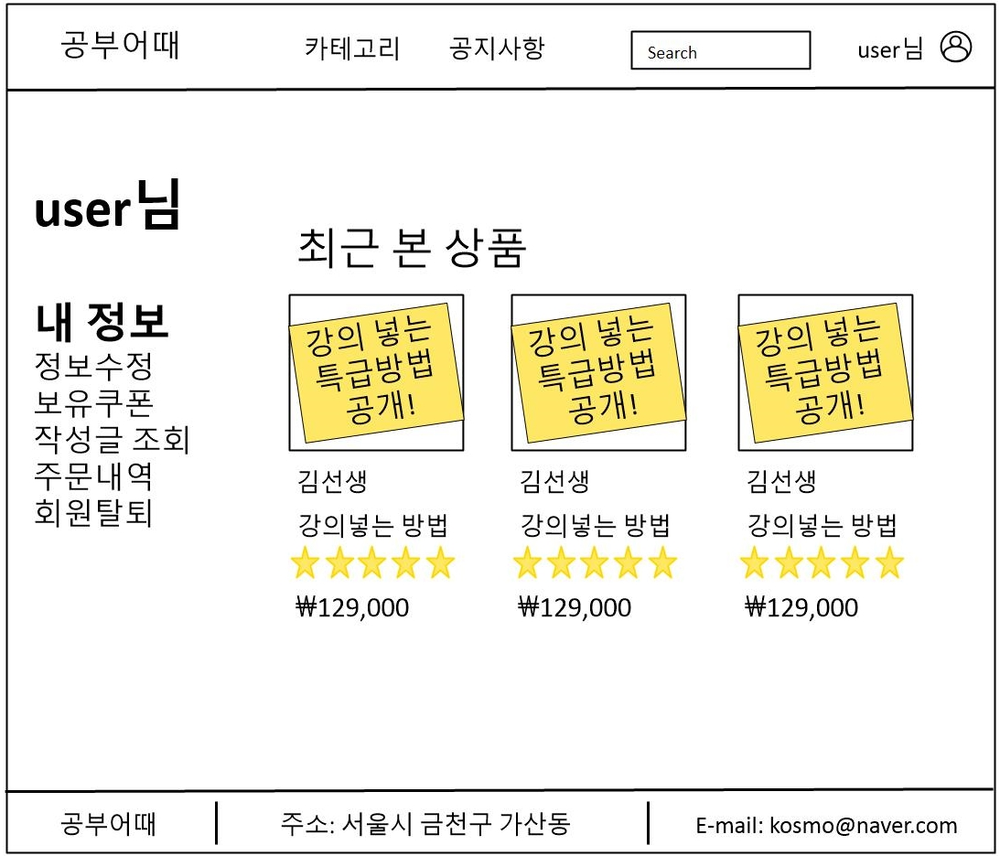 공부어때
카테고리
공지사항
Search
user님
user님
내 정보
정보수정
보유쿠폰
작성글 조회
주문내역
회원탈퇴
최근 본 상품
강의 넣는
특급방법
공개!
김선생
강의넣는 방법
₩129,000
강의 넣는
특급방법
공개!
김선생
강의넣는 방법
₩129,000
강의 넣는
특급방법
공개!
김선생
강의넣는 방법
₩129,000
공부어때
주소: 서울시 금천구 가산동
E-mail: kosmo@naver.com